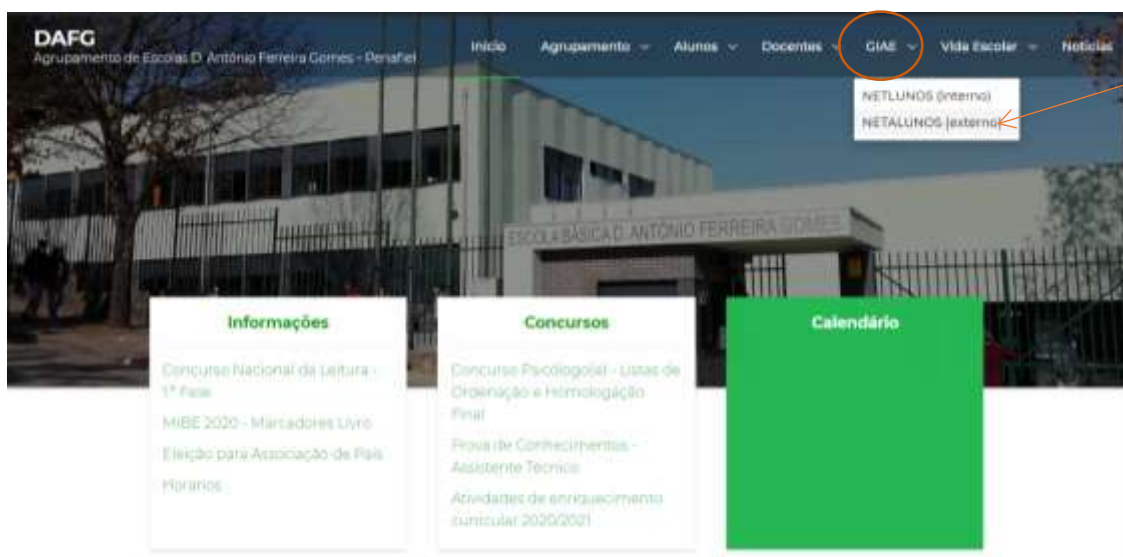 DAFG
Agrupamento de Escolas D. António Ferreira Gomes - Penafiel
Início Agrupamento Alunos Docentes GIAE Vida Escolar Notícias
NETLUNOS (interno)
NETALUNOS (externo)
ESCOLA BÁSICA D. ANTÓNIO FERREIRA GOMES
Informações
Concurso Nacional da Leitura -
1ª Fase
MIBE 2020 - Marcadores Livro
Eleição para Associação de Pais
Horários
Concursos
Concurso Psicólogo(a) - Listas de
Ordenação e Homologação
Final
Prova de Conhecimentos -
Assistente Técnico
Atividades de enriquecimento
curricular 2020/2021
Calendário